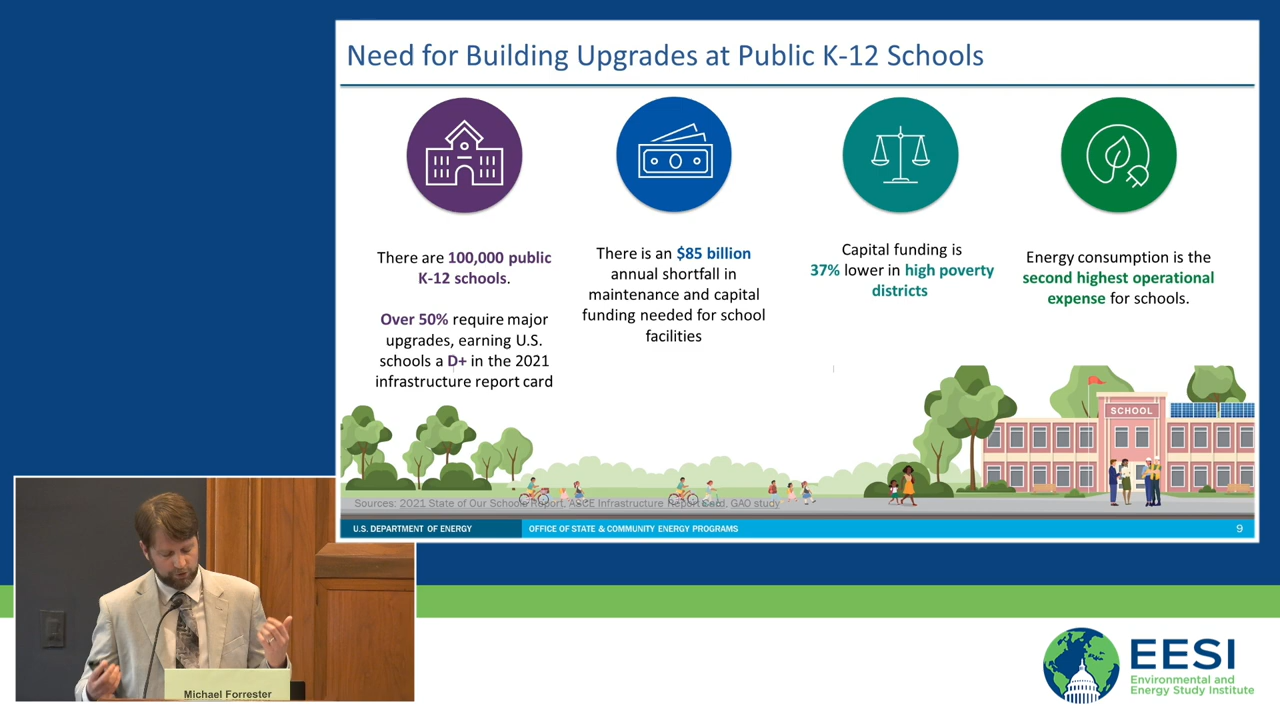 Need for Building Upgrades at Public K-12 Schools
There are 100,000 public
K-12 schools.
Over 50% require major
upgrades, earning U.S.
schools a D+ in the 2021
infrastructure report card
There is an $85 billion
annual shortfall in
maintenance and capital
funding needed for school
facilities
Capital funding is
37% lower in high poverty
districts
Energy consumption is the
second highest operational
expense for schools.
SCHOOL
Sources: 2021 State of Our Schools Report, ASCE Infrastructure Report Card, GAO study
U.S. DEPARTMENT OF ENERGY
OFFICE OF STATE & COMMUNITY ENERGY PROGRAMS
9
Michael Forrester
EESI
Environmental and
Energy Study Institute